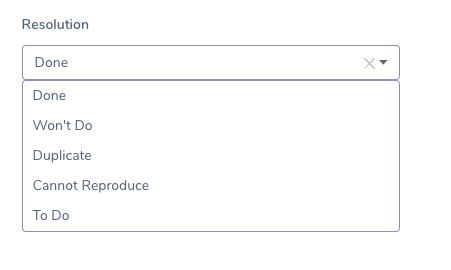 Resolution
Done
Done
Won't Do
Duplicate
Cannot Reproduce
To Do